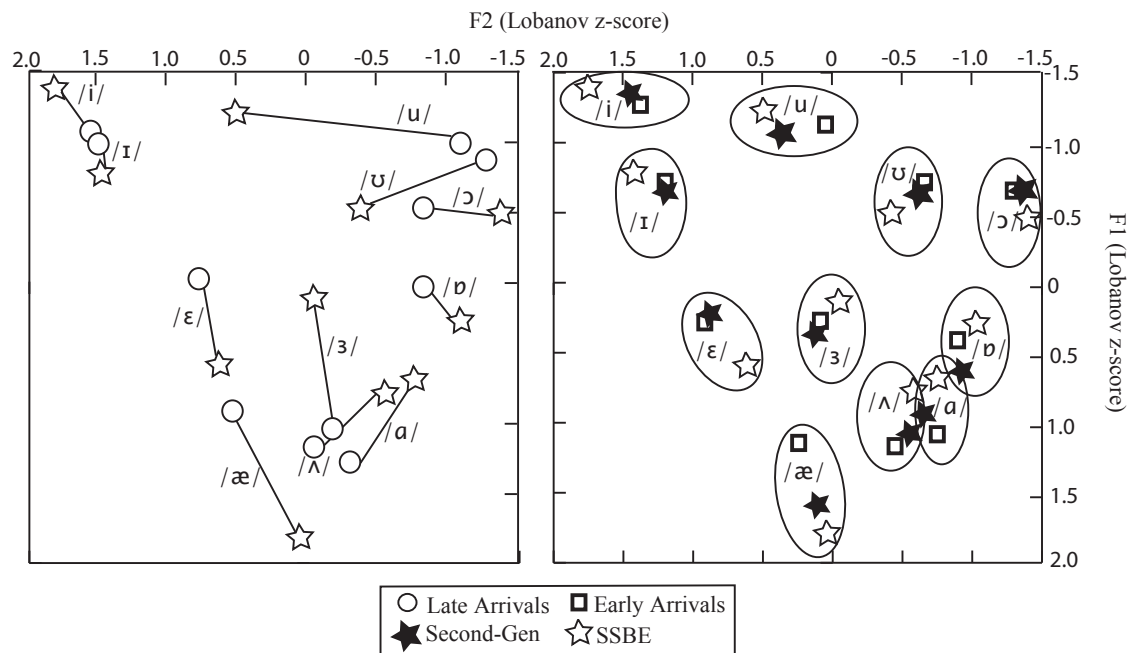 F2 (Lobanov z-score)
2.0 1.5 1.0 0.5 0 -0.5 -1.0 -1.5
2.0 1.5 1.0 0.5 0 -0.5 -1.0 -1.5
-1.5
/i/
/u/
/ɪ/
/ʊ/
/ɔ/
/ɛ/
/ɒ/
/ɜ/
/ɑ/
/ʌ/
/æ/
/i/
/u/
-1.0
/ʊ/
/ɪ/
/ɔ/
-0.5
0
/ɛ/
/ɜ/
/ɒ/
0.5
/ʌ/
/ɑ/
1.0
/æ/
1.5
2.0
F1 (Lobanov z-score)
Late Arrivals Early Arrivals
Second-Gen SSBE